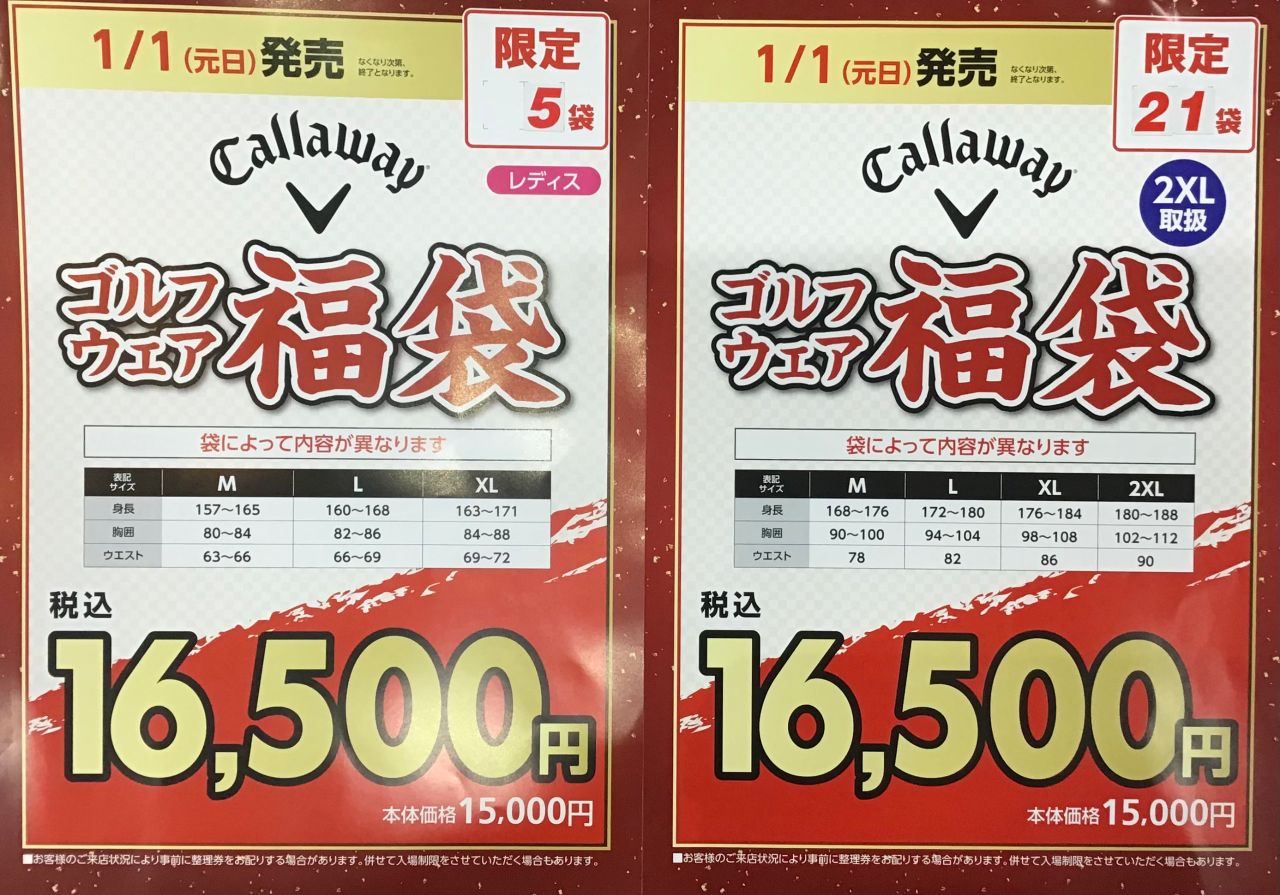 1/1(元日)発売
なくなり次第、
終了となります。
限定
5袋
Callaway
レディス
ゴルフ
ウェア
福袋
袋によって内容が異なります
表記
サイズ M L XL
身長 157～165 160～168 163～171
胸囲 80～84 82～86 84～88
ウエスト 63～66 66～69 69～72
税込
16,500円
本体価格15,000円
■お客様のご来店状況により事前に整理券をお配りする場合があります。併せて入場制限をさせていただく場合もあります。
1/1(元日)発売
なくなり次第、
終了となります。
限定
21袋
Callaway
2XL
取扱
ゴルフ
ウェア
福袋
袋によって内容が異なります
表記
サイズ M L XL 2XL
身長 168～176 172～180 176～184 180～188
胸囲 90～100 94～104 98～108 102～112
ウエスト 78 82 86 90
税込
16,500円
本体価格15,000円
■お客様のご来店状況により事前に整理券をお配りする場合があります。併せて入場制限をさせていただく場合もあります。